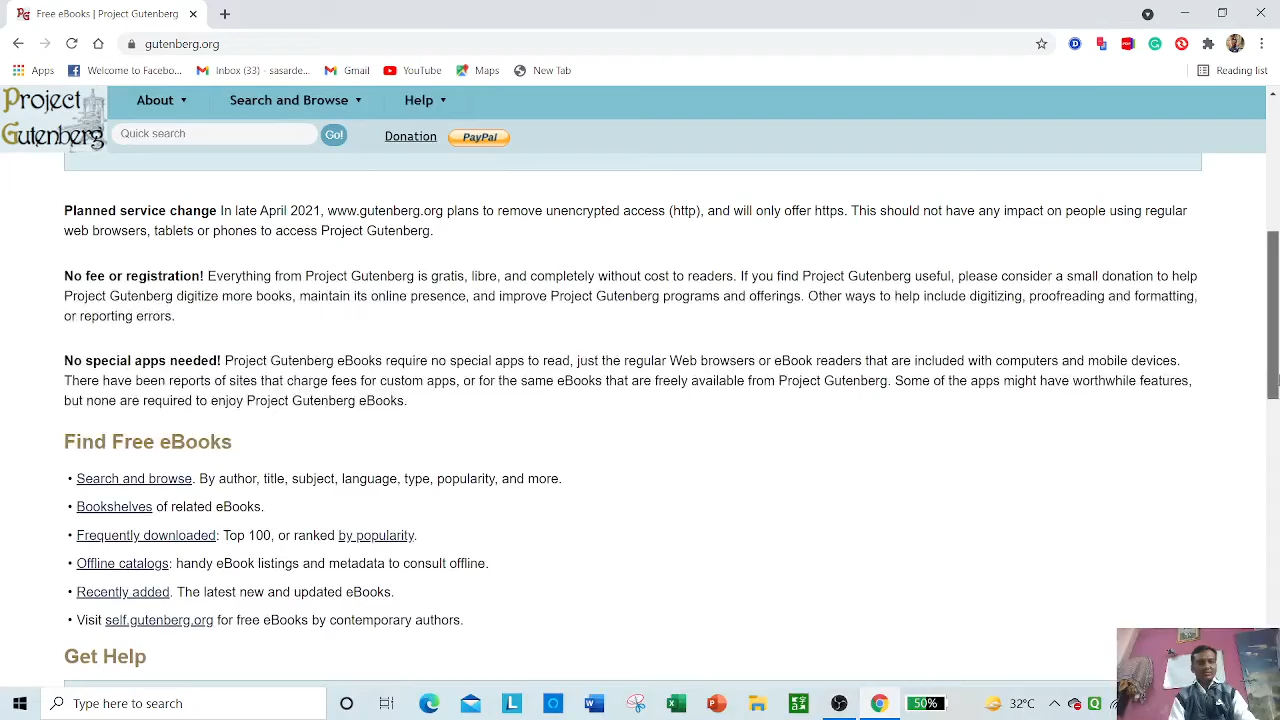 Free eBooks | Project Gutenberg
gutenberg.org
Apps Welcome to Facebo... Inbox (33) - sasarde... Gmail YouTube Maps New Tab Reading list
Project Gutenberg
About Search and Browse Help
Quick search Go! Donation PayPal
Planned service change In late April 2021, www.gutenberg.org plans to remove unencrypted access (http), and will only offer https. This should not have any impact on people using regular
web browsers, tablets or phones to access Project Gutenberg.
No fee or registration! Everything from Project Gutenberg is gratis, libre, and completely without cost to readers. If you find Project Gutenberg useful, please consider a small donation to help
Project Gutenberg digitize more books, maintain its online presence, and improve Project Gutenberg programs and offerings. Other ways to help include digitizing, proofreading and formatting,
or reporting errors.
No special apps needed! Project Gutenberg eBooks require no special apps to read, just the regular Web browsers or eBook readers that are included with computers and mobile devices.
There have been reports of sites that charge fees for custom apps, or for the same eBooks that are freely available from Project Gutenberg. Some of the apps might have worthwhile features,
but none are required to enjoy Project Gutenberg eBooks.
Find Free eBooks
• Search and browse. By author, title, subject, language, type, popularity, and more.
• Bookshelves of related eBooks.
• Frequently downloaded: Top 100, or ranked by popularity.
• Offline catalogs: handy eBook listings and metadata to consult offline.
• Recently added. The latest new and updated eBooks.
• Visit self.gutenberg.org for free eBooks by contemporary authors.
Get Help
Type here to search 50% 32°C